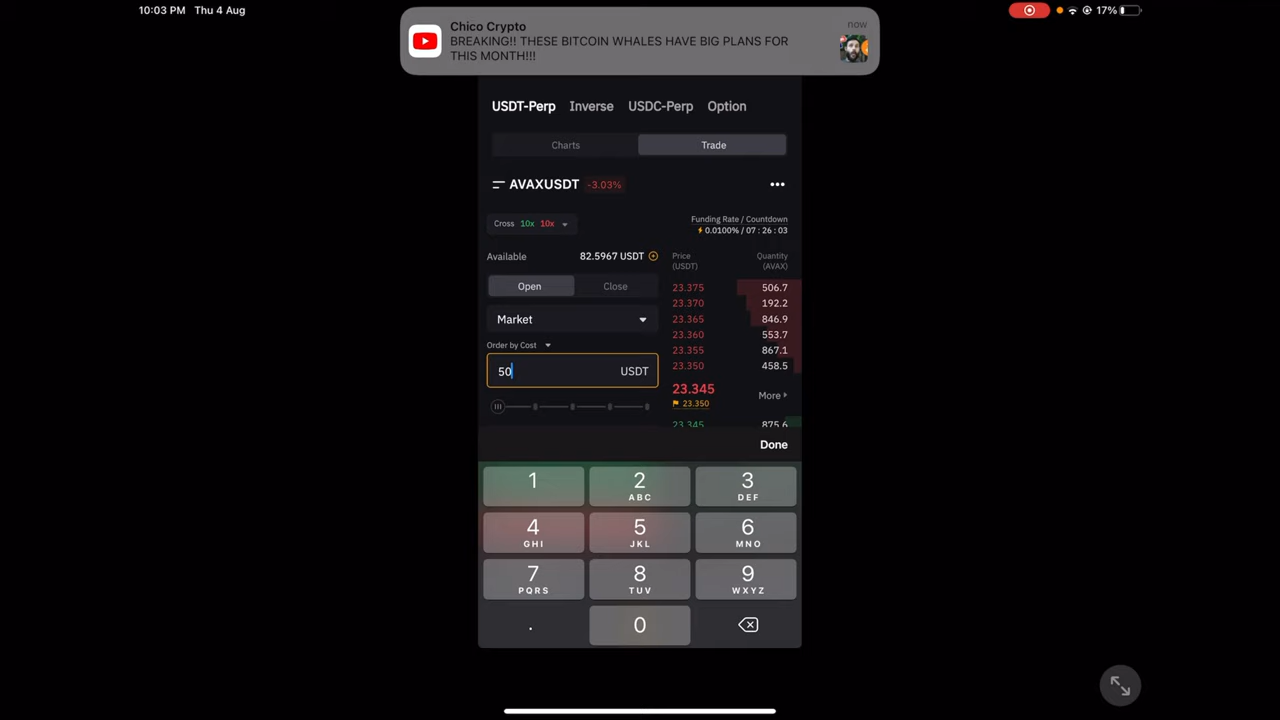 10:03 PM Thu 4 Aug
17%
Chico Crypto
now
BREAKING!! THESE BITCOIN WHALES HAVE BIG PLANS FOR
THIS MONTH!!!
USDT-Perp Inverse USDC-Perp Option
Charts Trade
AVAXUSDT -3.03%
Cross 10x 10x
Funding Rate / Countdown
0.0100% / 07 : 26 : 03
Available 82.5967 USDT
Price Quantity
(USDT) (AVAX)
Open Close
23.375 506.7
23.370 192.2
Market
23.365 846.9
23.360 553.7
Order by Cost
23.355 867.1
23.350 458.5
50 USDT
23.345
23.350
More
23.345 875.6
Done
1
2
ABC
3
DEF
4
GHI
5
JKL
6
MNO
7
PQRS
8
TUV
9
WXYZ
.
0